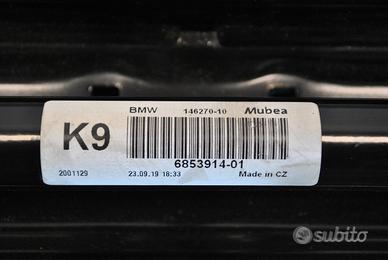 BMW 146270-10 Mubea
K9
6853914-01
2001129 23.09.19 18:33 Made in CZ
subito